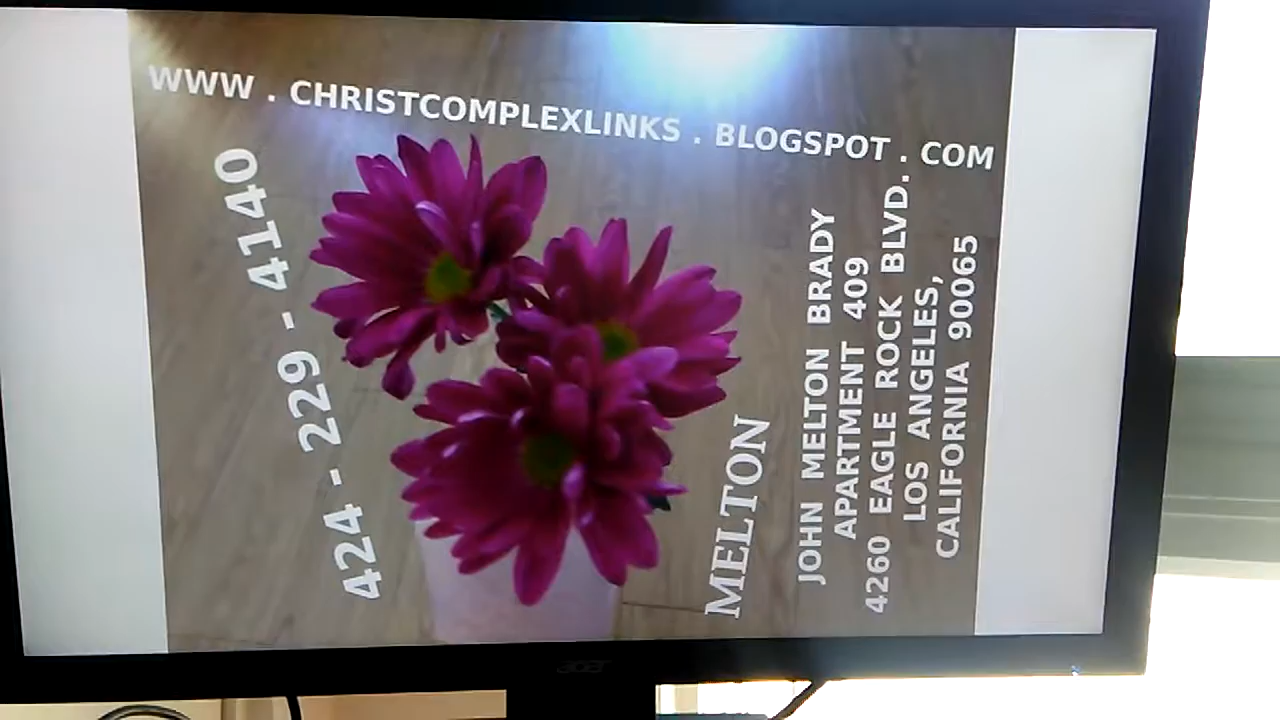 WWW . CHRISTCOMPLEXLINKS . BLOGSPOT . COM
424 - 229 - 4140
MELTON
JOHN MELTON BRADY
APARTMENT 409
4260 EAGLE ROCK BLVD.
LOS ANGELES,
CALIFORNIA 90065
acer